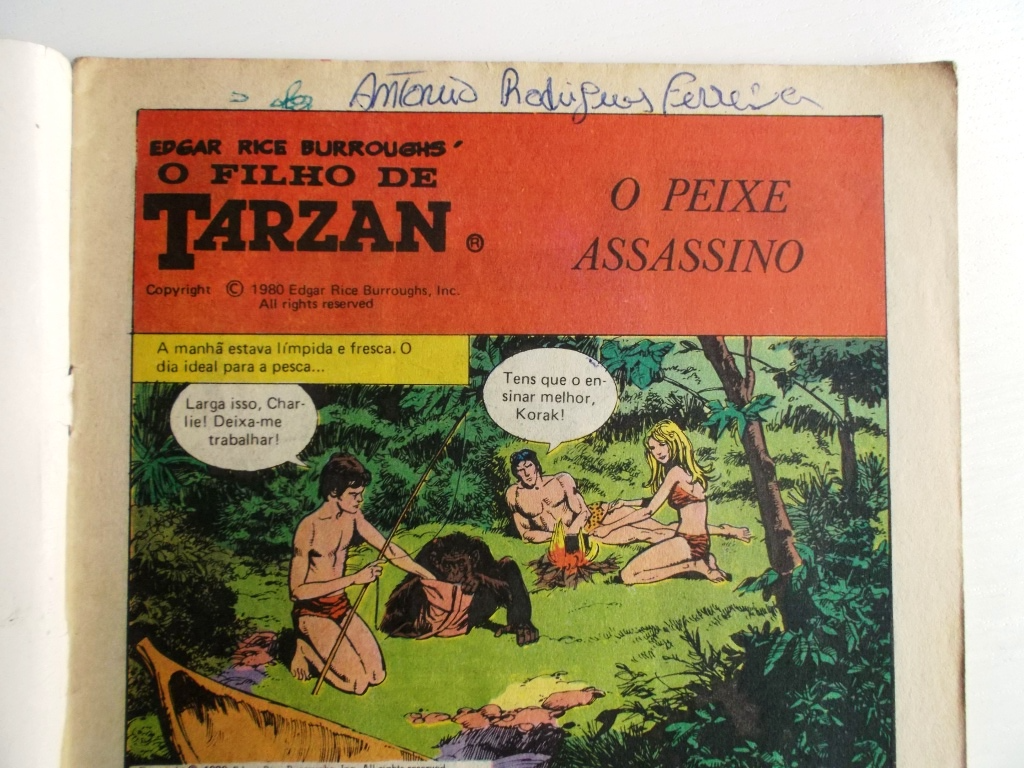 António Rodrigues Ferreira
EDGAR RICE BURROUGHS'
O FILHO DE
TARZAN ®
Copyright © 1980 Edgar Rice Burroughs, Inc.
All rights reserved
O PEIXE
ASSASSINO
A manhã estava límpida e fresca. O
dia ideal para a pesca...
Larga isso, Char-
lie! Deixa-me
trabalhar!
Tens que o en-
sinar melhor,
Korak!